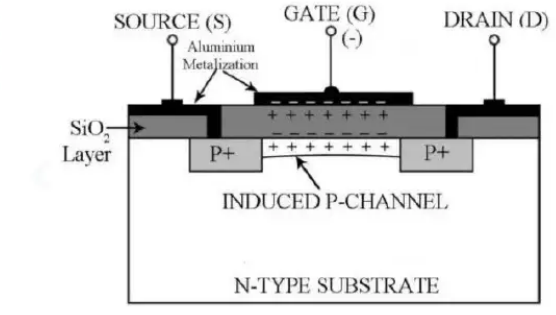 SOURCE (S)
GATE (G)
DRAIN (D)
(-)
Aluminium
Metalization
− − − − − − −
+ + + + + + +
SiO₂
Layer
− − − − − − −
P+
+ + + + + + +
P+
INDUCED P-CHANNEL
N-TYPE SUBSTRATE